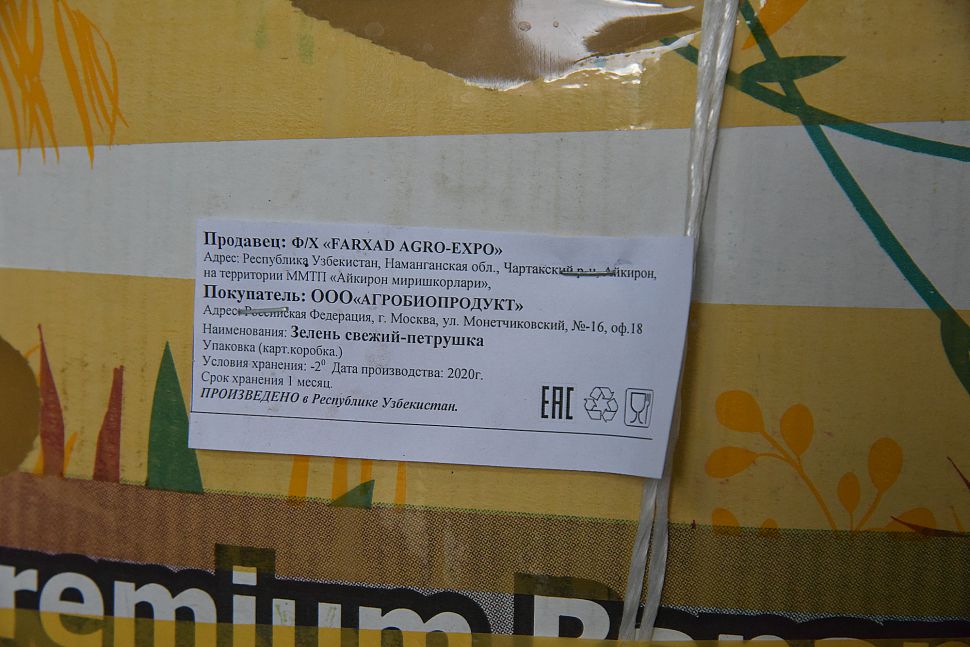 Продавец: Ф/Х «FARXAD AGRO-EXPO»
Адрес: Республика Узбекистан, Наманганская обл., Чартакский р-н, Айкирон,
на территории ММТП «Айкирон миришкорлари»,
Покупатель: ООО«АГРОБИОПРОДУКТ»
Адрес: Российская Федерация, г. Москва, ул. Монетчиковский, №-16, оф.18
Наименования: Зелень свежий-петрушка
Упаковка (карт.коробка.)
Условия хранения: -2⁰ Дата производства: 2020г.
Срок хранения 1 месяц.
ПРОИЗВЕДЕНО в Республике Узбекистан.
EAC
remium